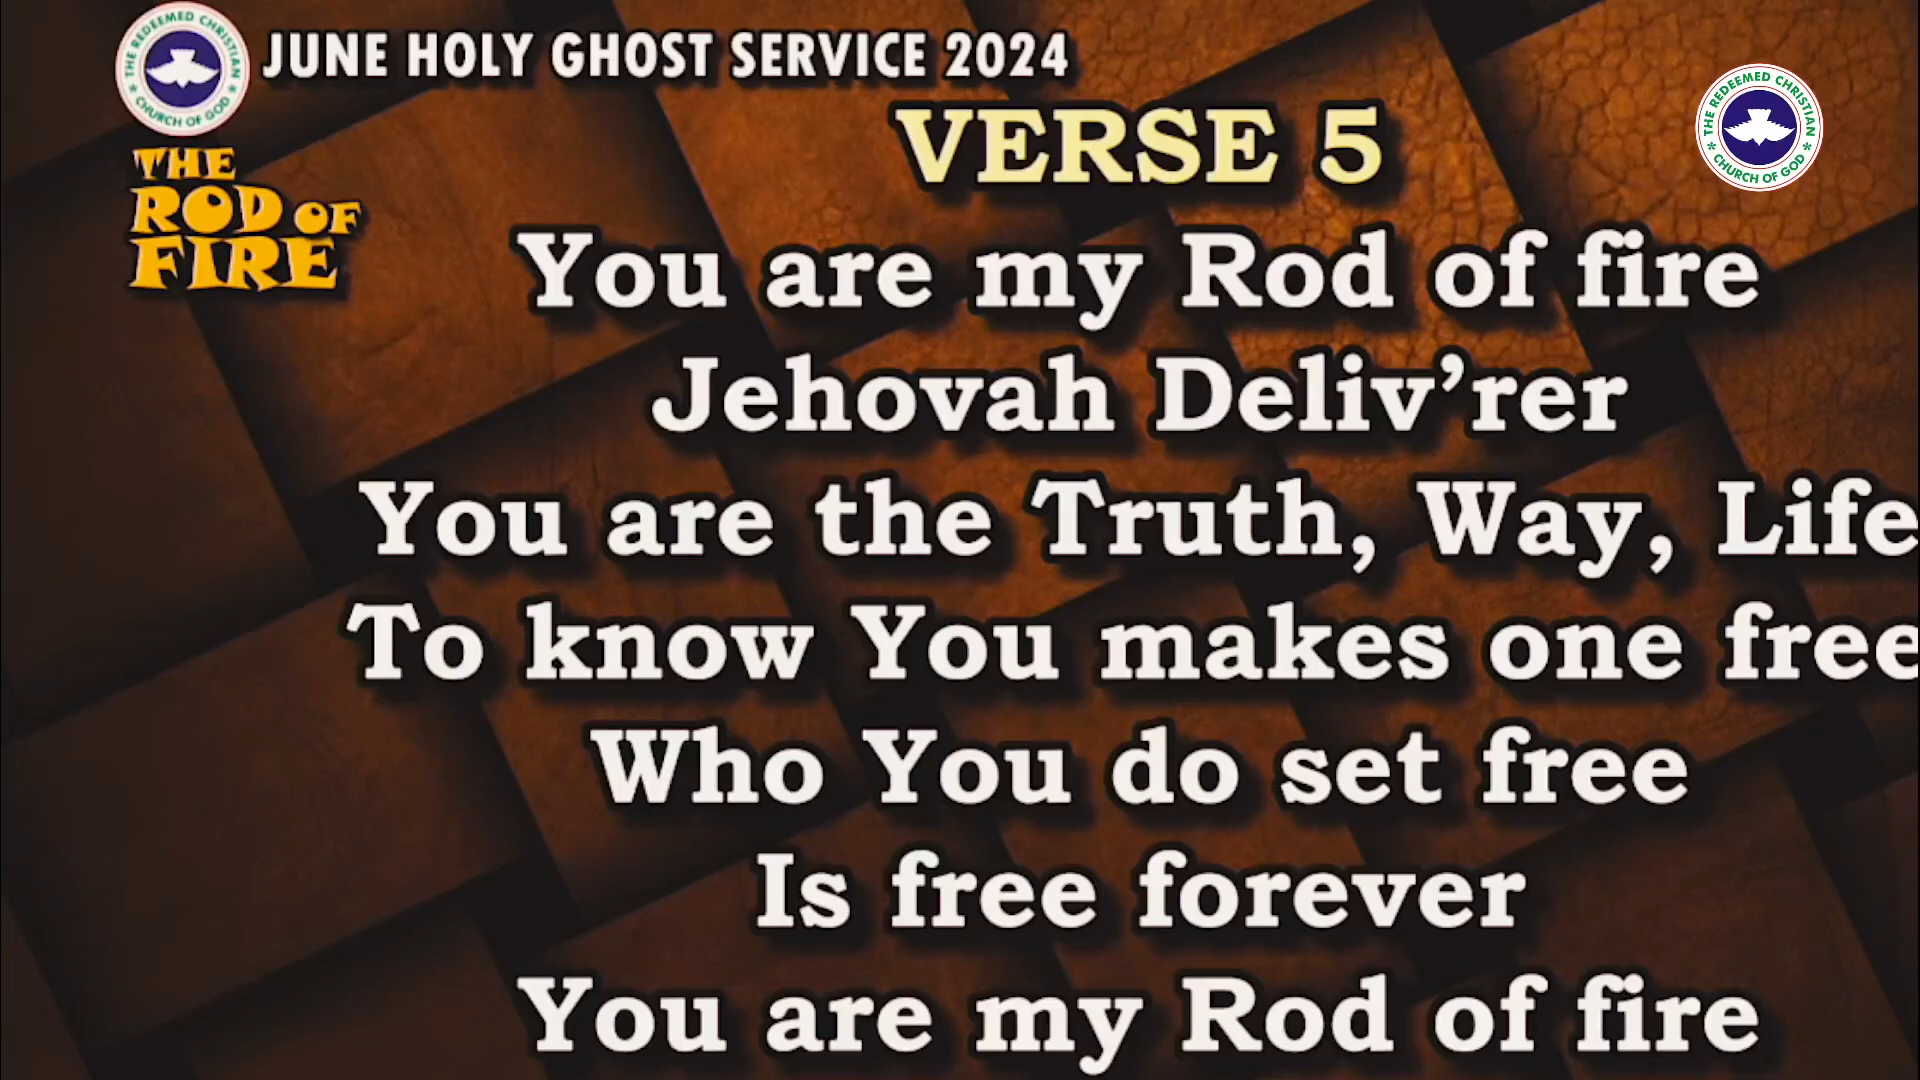 THE REDEEMED CHRISTIAN
CHURCH OF GOD
JUNE HOLY GHOST SERVICE 2024
THE
ROD OF
FIRE
THE REDEEMED CHRISTIAN
CHURCH OF GOD
VERSE 5
You are my Rod of fire
Jehovah Deliv’rer
You are the Truth, Way, Life
To know You makes one free
Who You do set free
Is free forever
You are my Rod of fire